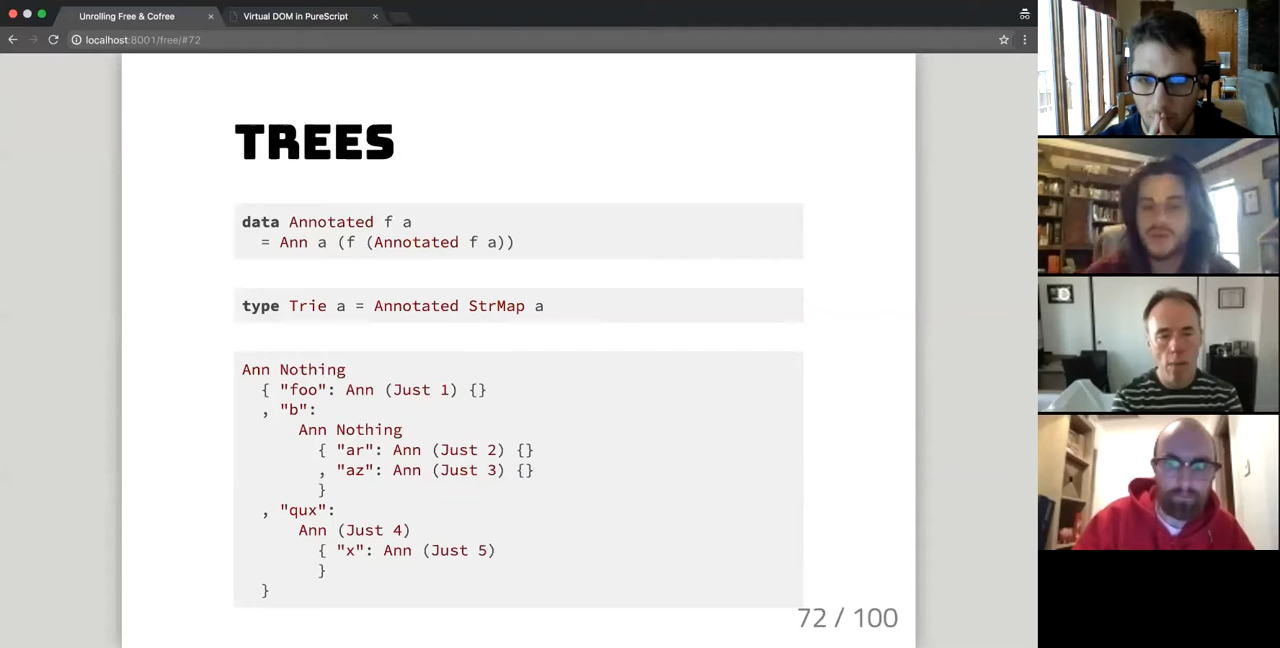 Unrolling Free & Cofree
Virtual DOM in PureScript
localhost:8001/free/#72
TREES
data Annotated f a
= Ann a (f (Annotated f a))
type Trie a = Annotated StrMap a
Ann Nothing
{ "foo": Ann (Just 1) {}
, "b":
Ann Nothing
{ "ar": Ann (Just 2) {}
, "az": Ann (Just 3) {}
}
, "qux":
Ann (Just 4)
{ "x": Ann (Just 5)
}
}
72 / 100